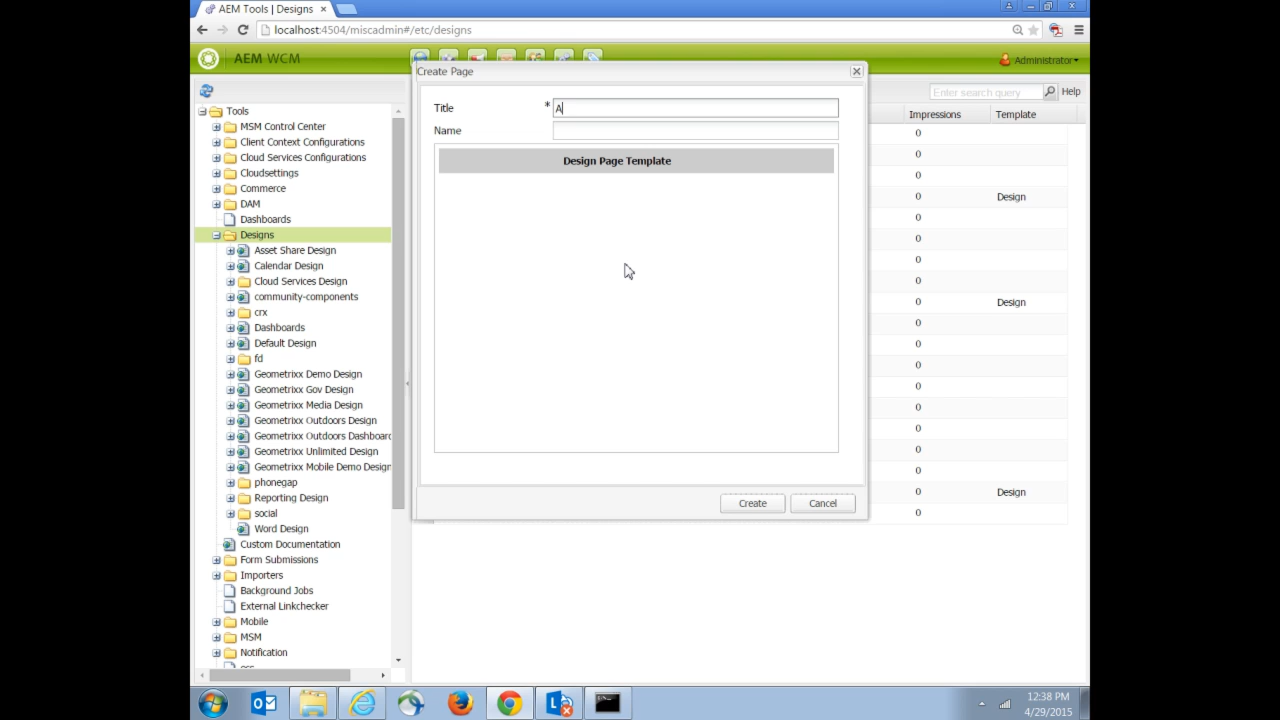 AEM Tools | Designs
localhost:4504/miscadmin#/etc/designs
AEM WCM
Administrator
Create Page
Enter search query
Help
Title * A
Name
Design Page Template
Create
Cancel
Impressions Template
0
0
0
0 Design
0
0
0
0
0 Design
0
0
0
0
0
0
0
0
0 Design
0
Tools
MSM Control Center
Client Context Configurations
Cloud Services Configurations
Cloudsettings
Commerce
DAM
Dashboards
Designs
Asset Share Design
Calendar Design
Cloud Services Design
community-components
crx
Dashboards
Default Design
fd
Geometrixx Demo Design
Geometrixx Gov Design
Geometrixx Media Design
Geometrixx Outdoors Design
Geometrixx Outdoors Dashboard
Geometrixx Unlimited Design
Geometrixx Mobile Demo Design
phonegap
Reporting Design
social
Word Design
Custom Documentation
Form Submissions
Importers
Background Jobs
External Linkchecker
Mobile
MSM
Notification
12:38 PM
4/29/2015